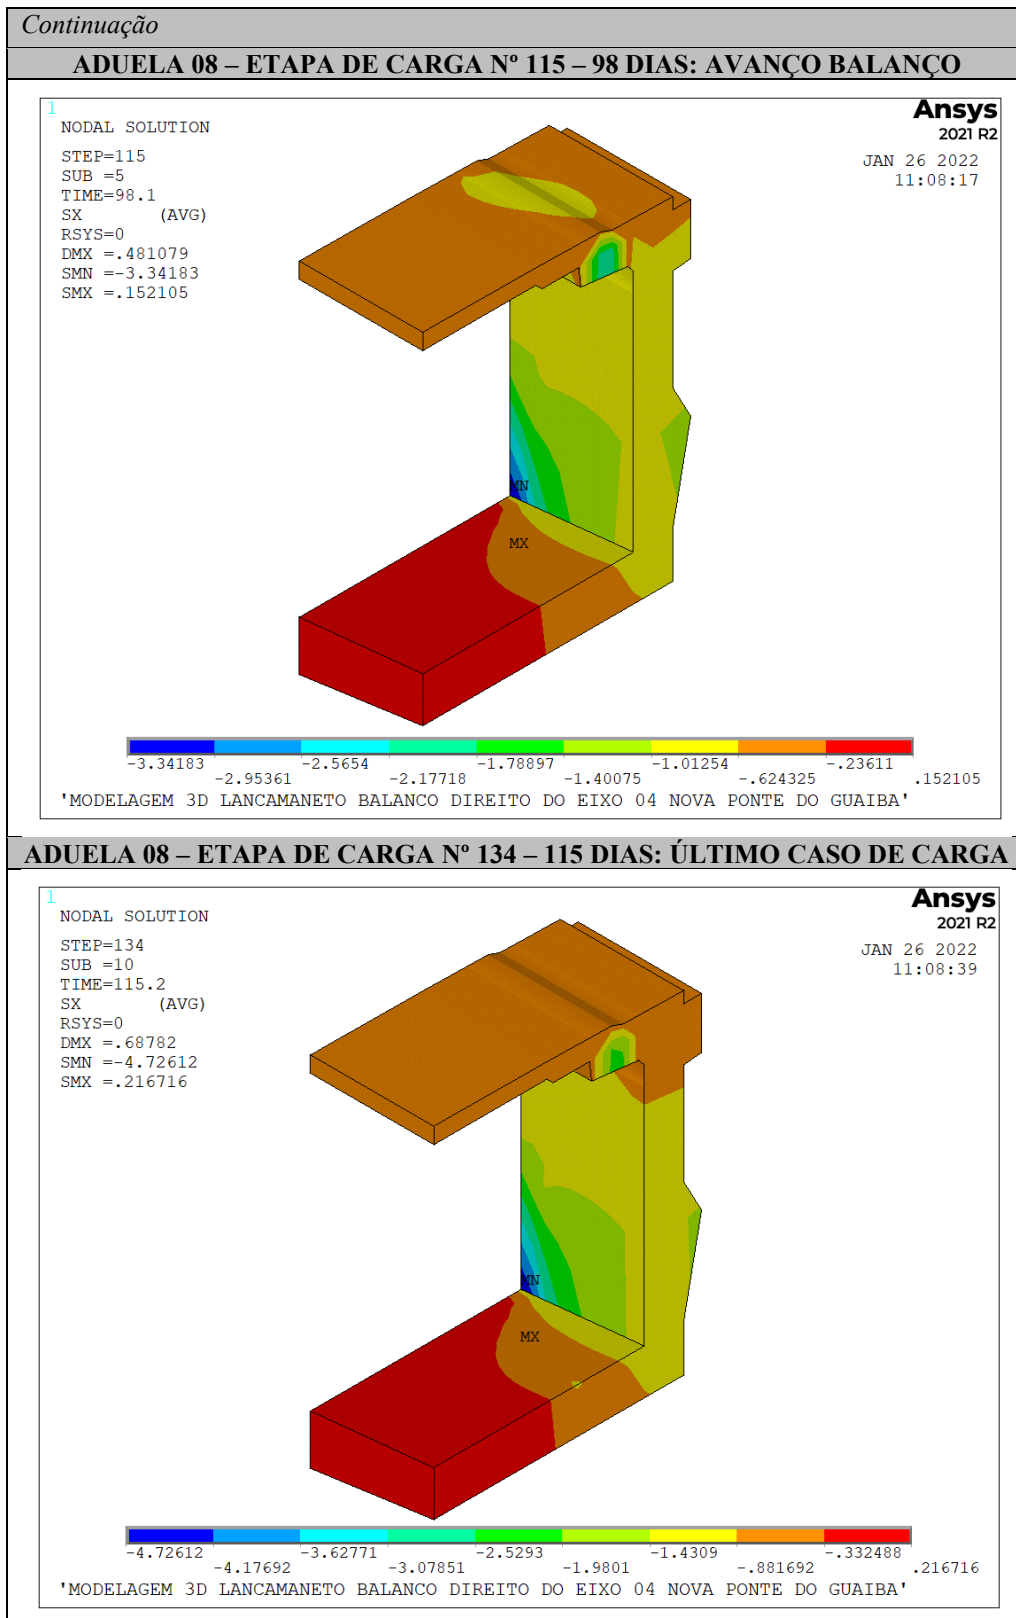 Continuação
ADUELA 08 – ETAPA DE CARGA Nº 115 – 98 DIAS: AVANÇO BALANÇO
1
NODAL SOLUTION
STEP=115
SUB =5
TIME=98.1
SX (AVG)
RSYS=0
DMX =.481079
SMN =-3.34183
SMX =.152105
Ansys
2021 R2
JAN 26 2022
11:08:17
MN
MX
-3.34183 -2.5654 -1.78897 -1.01254 -.23611
-2.95361 -2.17718 -1.40075 -.624325 .152105
'MODELAGEM 3D LANCAMANETO BALANCO DIREITO DO EIXO 04 NOVA PONTE DO GUAIBA'
ADUELA 08 – ETAPA DE CARGA Nº 134 – 115 DIAS: ÚLTIMO CASO DE CARGA
1
NODAL SOLUTION
STEP=134
SUB =10
TIME=115.2
SX (AVG)
RSYS=0
DMX =.68782
SMN =-4.72612
SMX =.216716
Ansys
2021 R2
JAN 26 2022
11:08:39
MN
MX
-4.72612 -3.62771 -2.5293 -1.4309 -.332488
-4.17692 -3.07851 -1.9801 -.881692 .216716
'MODELAGEM 3D LANCAMANETO BALANCO DIREITO DO EIXO 04 NOVA PONTE DO GUAIBA'